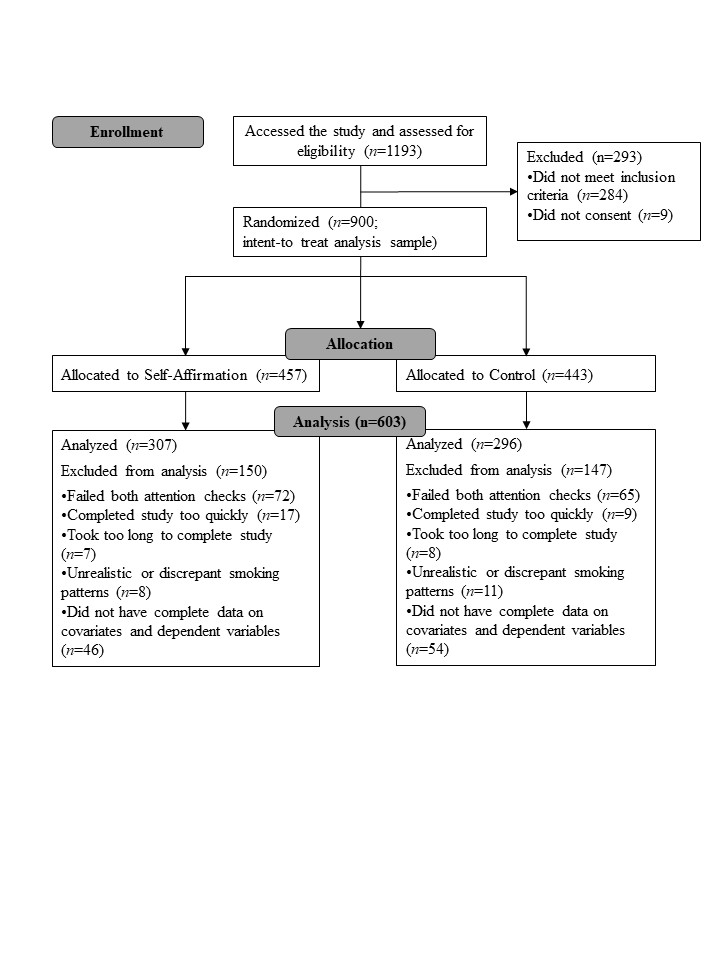 Enrollment
Accessed the study and assessed for
eligibility (n=1193)
Excluded (n=293)
•Did not meet inclusion
criteria (n=284)
•Did not consent (n=9)
Randomized (n=900;
intent-to treat analysis sample)
Allocation
Allocated to Self-Affirmation (n=457)
Allocated to Control (n=443)
Analysis (n=603)
Analyzed (n=307)
Excluded from analysis (n=150)
•Failed both attention checks (n=72)
•Completed study too quickly (n=17)
•Took too long to complete study
(n=7)
•Unrealistic or discrepant smoking
patterns (n=8)
•Did not have complete data on
covariates and dependent variables
(n=46)
Analyzed (n=296)
Excluded from analysis (n=147)
•Failed both attention checks (n=65)
•Completed study too quickly (n=9)
•Took too long to complete study
(n=8)
•Unrealistic or discrepant smoking
patterns (n=11)
•Did not have complete data on
covariates and dependent variables
(n=54)